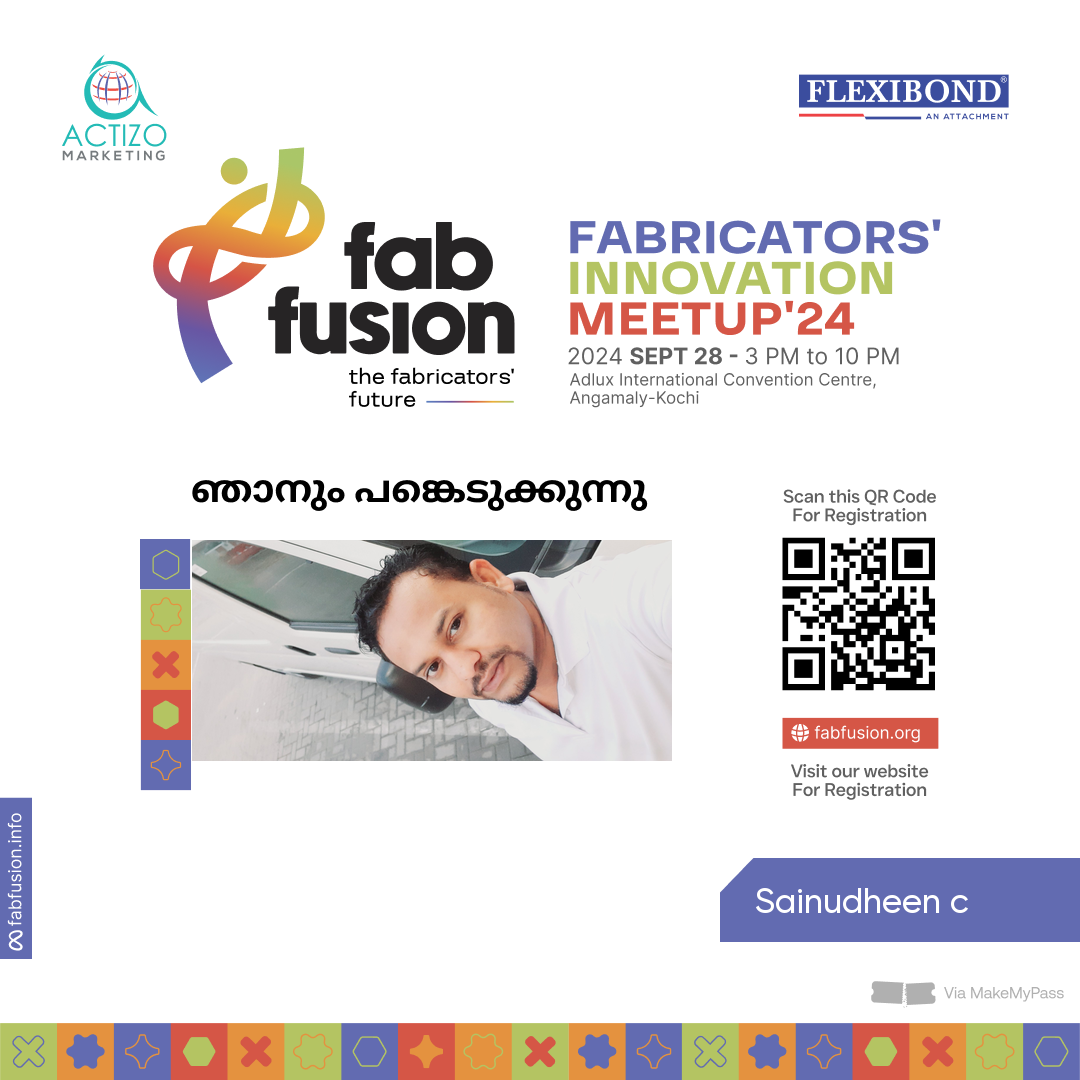 ACTIZO
MARKETING
FLEXIBOND®
AN ATTACHMENT
fab
fusion
the fabricators'
future
FABRICATORS'
INNOVATION
MEETUP'24
2024 SEPT 28 - 3 PM to 10 PM
Adlux International Convention Centre,
Angamaly-Kochi
ഞാനും പങ്കെടുക്കുന്നു
Scan this QR Code
For Registration
fabfusion.org
Visit our website
For Registration
fabfusion.info
Sainudheen c
Via MakeMyPass